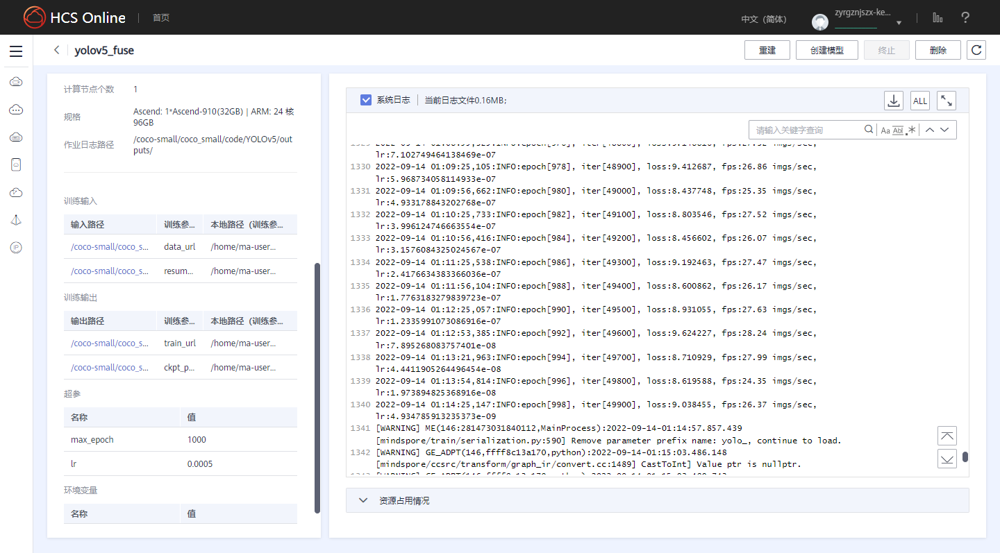 HCS Online
首页
中文（简体）
zyrgznjszx-ke...
yolov5_fuse
重建
创建模型
终止
删除
计算节点个数 1
规格 Ascend: 1*Ascend-910(32GB) | ARM: 24 核
96GB
作业日志路径 /coco-small/coco_small/code/YOLOv5/out
puts/
训练输入
输入路径 训练参... 本地路径（训练参...
/coco-small/coco_s... data_url /home/ma-user...
/coco-small/coco_s... resum... /home/ma-user...
训练输出
输出路径 训练参... 本地路径（训练参...
/coco-small/coco_s... train_url /home/ma-user...
/coco-small/coco_s... ckpt_p... /home/ma-user...
超参
名称 值
max_epoch 1000
lr 0.0005
环境变量
名称 值
IP
系统日志 当前日志文件0.16MB;
ALL
请输入关键字查询 Aa Abl .*
lr:7.102749464138469e-07
1330 2022-09-14 01:09:25,105:INFO:epoch[978], iter[48900], loss:9.412687, fps:26.86 imgs/sec,
lr:5.968734058114933e-07
1331 2022-09-14 01:09:56,662:INFO:epoch[980], iter[49000], loss:8.437748, fps:25.35 imgs/sec,
lr:4.933178843202768e-07
1332 2022-09-14 01:10:25,733:INFO:epoch[982], iter[49100], loss:8.803546, fps:27.52 imgs/sec,
lr:3.996124746663554e-07
1333 2022-09-14 01:10:56,416:INFO:epoch[984], iter[49200], loss:8.456602, fps:26.07 imgs/sec,
lr:3.1576084325024567e-07
1334 2022-09-14 01:11:25,538:INFO:epoch[986], iter[49300], loss:9.192463, fps:27.47 imgs/sec,
lr:2.4176634383366036e-07
1335 2022-09-14 01:11:56,104:INFO:epoch[988], iter[49400], loss:8.600862, fps:26.17 imgs/sec,
lr:1.7763183279839723e-07
1336 2022-09-14 01:12:25,057:INFO:epoch[990], iter[49500], loss:8.931055, fps:27.63 imgs/sec,
lr:1.2335991073086916e-07
1337 2022-09-14 01:12:53,385:INFO:epoch[992], iter[49600], loss:9.624227, fps:28.24 imgs/sec,
lr:7.895268083757401e-08
1338 2022-09-14 01:13:21,963:INFO:epoch[994], iter[49700], loss:8.710929, fps:27.99 imgs/sec,
lr:4.4411905264496454e-08
1339 2022-09-14 01:13:54,814:INFO:epoch[996], iter[49800], loss:8.619588, fps:24.35 imgs/sec,
lr:1.973894825368916e-08
1340 2022-09-14 01:14:25,147:INFO:epoch[998], iter[49900], loss:9.038455, fps:26.37 imgs/sec,
lr:4.934785913235373e-09
1341 [WARNING] ME(146:281473031840112,MainProcess):2022-09-14-01:14:57.857.439
[mindspore/train/serialization.py:590] Remove parameter prefix name: yolo_, continue to load.
1342 [WARNING] GE_ADPT(146,ffff8c13a170,python):2022-09-14-01:15:03.486.148
[mindspore/ccsrc/transform/graph_ir/convert.cc:1489] CastToInt] Value ptr is nullptr.
资源占用情况